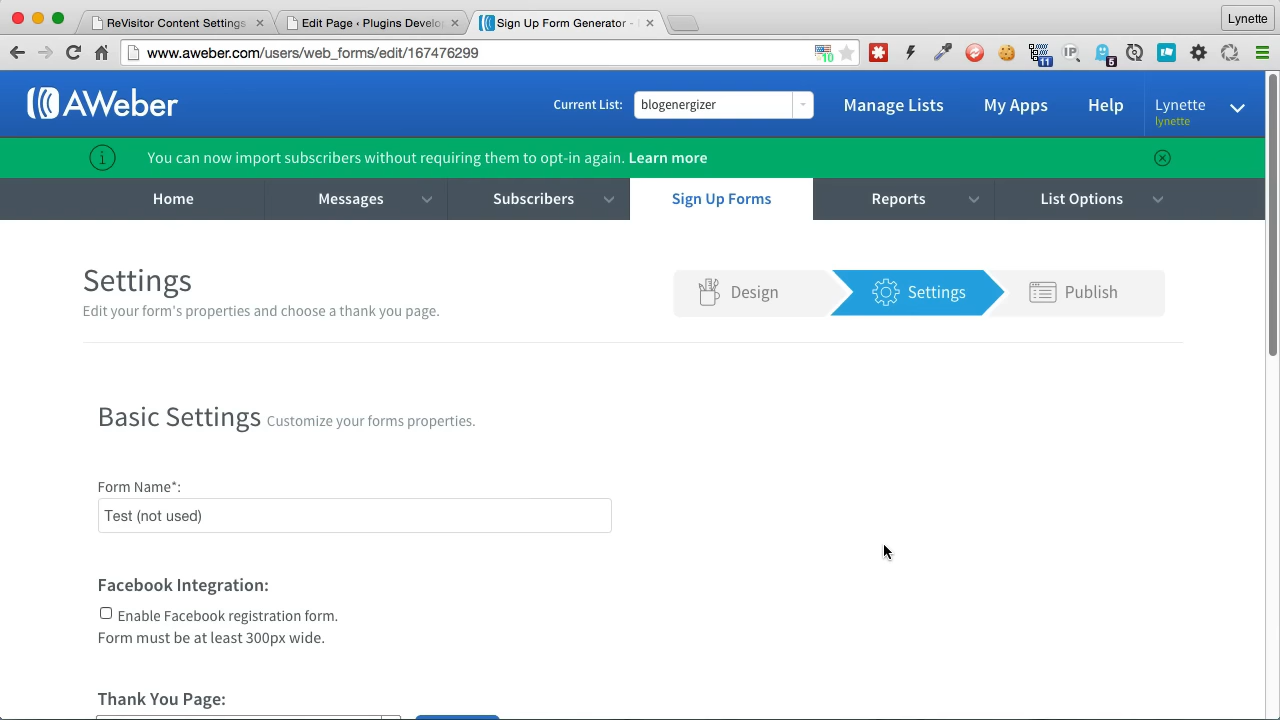 ReVisitor Content Settings
Edit Page ‹ Plugins Develo
Sign Up Form Generator -
Lynette
www.aweber.com/users/web_forms/edit/167476299
10
11
IP
5
AWeber
Current List:
blogenergizer
Manage Lists
My Apps
Help
Lynette
lynette
You can now import subscribers without requiring them to opt-in again. Learn more
Home
Messages
Subscribers
Sign Up Forms
Reports
List Options
Settings
Edit your form's properties and choose a thank you page.
Design
Settings
Publish
Basic Settings Customize your forms properties.
Form Name*:
Test (not used)
Facebook Integration:
Enable Facebook registration form.
Form must be at least 300px wide.
Thank You Page: